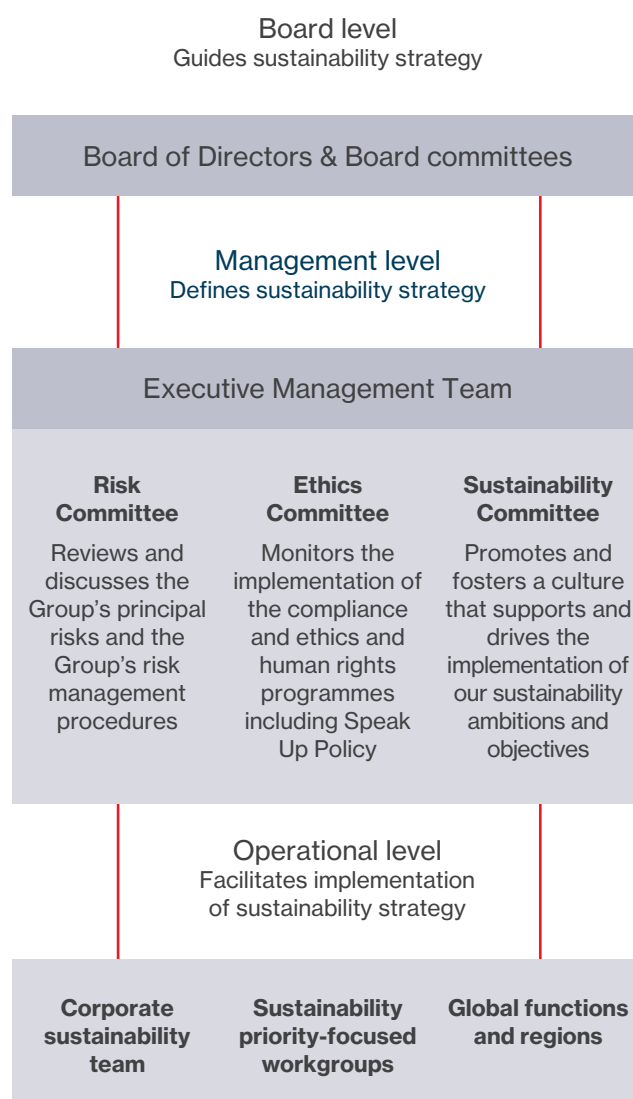 Board level
Guides sustainability strategy
Board of Directors & Board committees
Management level
Defines sustainability strategy
Executive Management Team
Risk
Committee
Reviews and
discusses the
Group's principal
risks and the
Group's risk
management
procedures
Ethics
Committee
Monitors the
implementation of
the compliance
and ethics and
human rights
programmes
including Speak
Up Policy
Sustainability
Committee
Promotes and
fosters a culture
that supports and
drives the
implementation of
our sustainability
ambitions and
objectives
Operational level
Facilitates implementation
of sustainability strategy
Corporate
sustainability
team
Sustainability
priority-focused
workgroups
Global functions
and regions